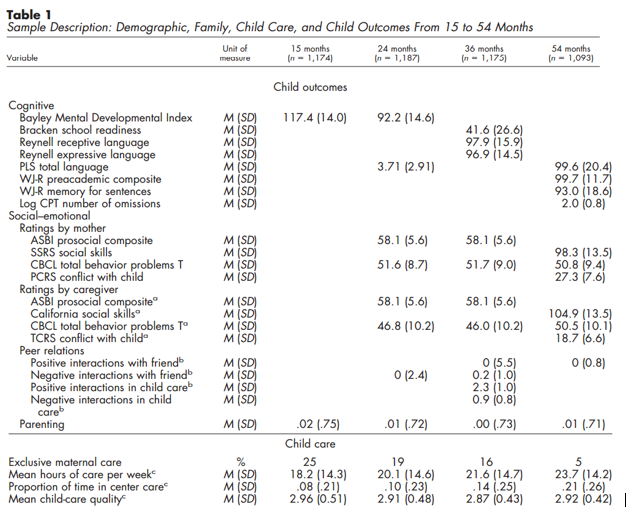 Table 1
Sample Description: Demographic, Family, Child Care, and Child Outcomes From 15 to 54 Months
Variable Unit of measure 15 months (n = 1,174) 24 months (n = 1,187) 36 months (n = 1,175) 54 months (n = 1,093)
Child outcomes
Cognitive
Bayley Mental Developmental Index M (SD) 117.4 (14.0) 92.2 (14.6)
Bracken school readiness M (SD) 41.6 (26.6)
Reynell receptive language M (SD) 97.9 (15.9)
Reynell expressive language M (SD) 96.9 (14.5)
PLS total language M (SD) 3.71 (2.91) 99.6 (20.4)
WJ-R preacademic composite M (SD) 99.7 (11.7)
WJ-R memory for sentences M (SD) 93.0 (18.6)
Log CPT number of omissions M (SD) 2.0 (0.8)
Social–emotional
Ratings by mother
ASBI prosocial composite M (SD) 58.1 (5.6) 58.1 (5.6)
SSRS social skills M (SD) 98.3 (13.5)
CBCL total behavior problems T M (SD) 51.6 (8.7) 51.7 (9.0) 50.8 (9.4)
PCRS conflict with child M (SD) 27.3 (7.6)
Ratings by caregiver
ASBI prosocial compositeᵃ M (SD) 58.1 (5.6) 58.1 (5.6)
California social skillsᵃ M (SD) 104.9 (13.5)
CBCL total behavior problems Tᵃ M (SD) 46.8 (10.2) 46.0 (10.2) 50.5 (10.1)
TCRS conflict with childᵃ M (SD) 18.7 (6.6)
Peer relations
Positive interactions with friendᵇ M (SD) 0 (5.5) 0 (0.8)
Negative interactions with friendᵇ M (SD) 0 (2.4) 0.2 (1.0)
Positive interactions in child careᵇ M (SD) 2.3 (1.0)
Negative interactions in child M (SD) 0.9 (0.8)
careᵇ
Parenting M (SD) .02 (.75) .01 (.72) .00 (.73) .01 (.71)
Child care
Exclusive maternal care % 25 19 16 5
Mean hours of care per weekᶜ M (SD) 18.2 (14.3) 20.1 (14.6) 21.6 (14.7) 23.7 (14.2)
Proportion of time in center careᶜ M (SD) .08 (.21) .10 (.23) .14 (.25) .21 (.26)
Mean child-care qualityᶜ M (SD) 2.96 (0.51) 2.91 (0.48) 2.87 (0.43) 2.92 (0.42)